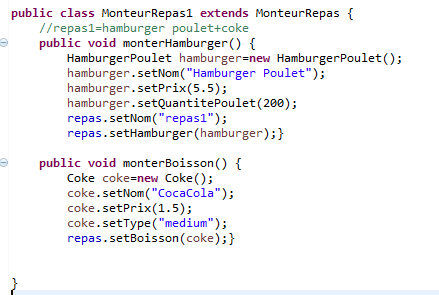 public class MonteurRepas1 extends MonteurRepas {
//repas1=hamburger poulet+coke
public void monterHamburger() {
HamburgerPoulet hamburger=new HamburgerPoulet();
hamburger.setNom("Hamburger Poulet");
hamburger.setPrix(5.5);
hamburger.setQuantitePoulet(200);
repas.setNom("repas1");
repas.setHamburger(hamburger);}
public void monterBoisson() {
Coke coke=new Coke();
coke.setNom("CocaCola");
coke.setPrix(1.5);
coke.setType("medium");
repas.setBoisson(coke);}
}